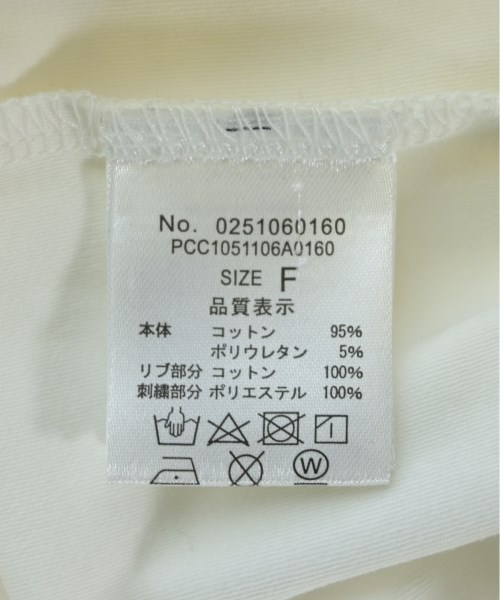 No. 0251060160
PCC1051106A0160
SIZE F
品質表示
本体 コットン 95%
ポリウレタン 5%
リブ部分 コットン 100%
刺繍部分 ポリエステル 100%
W